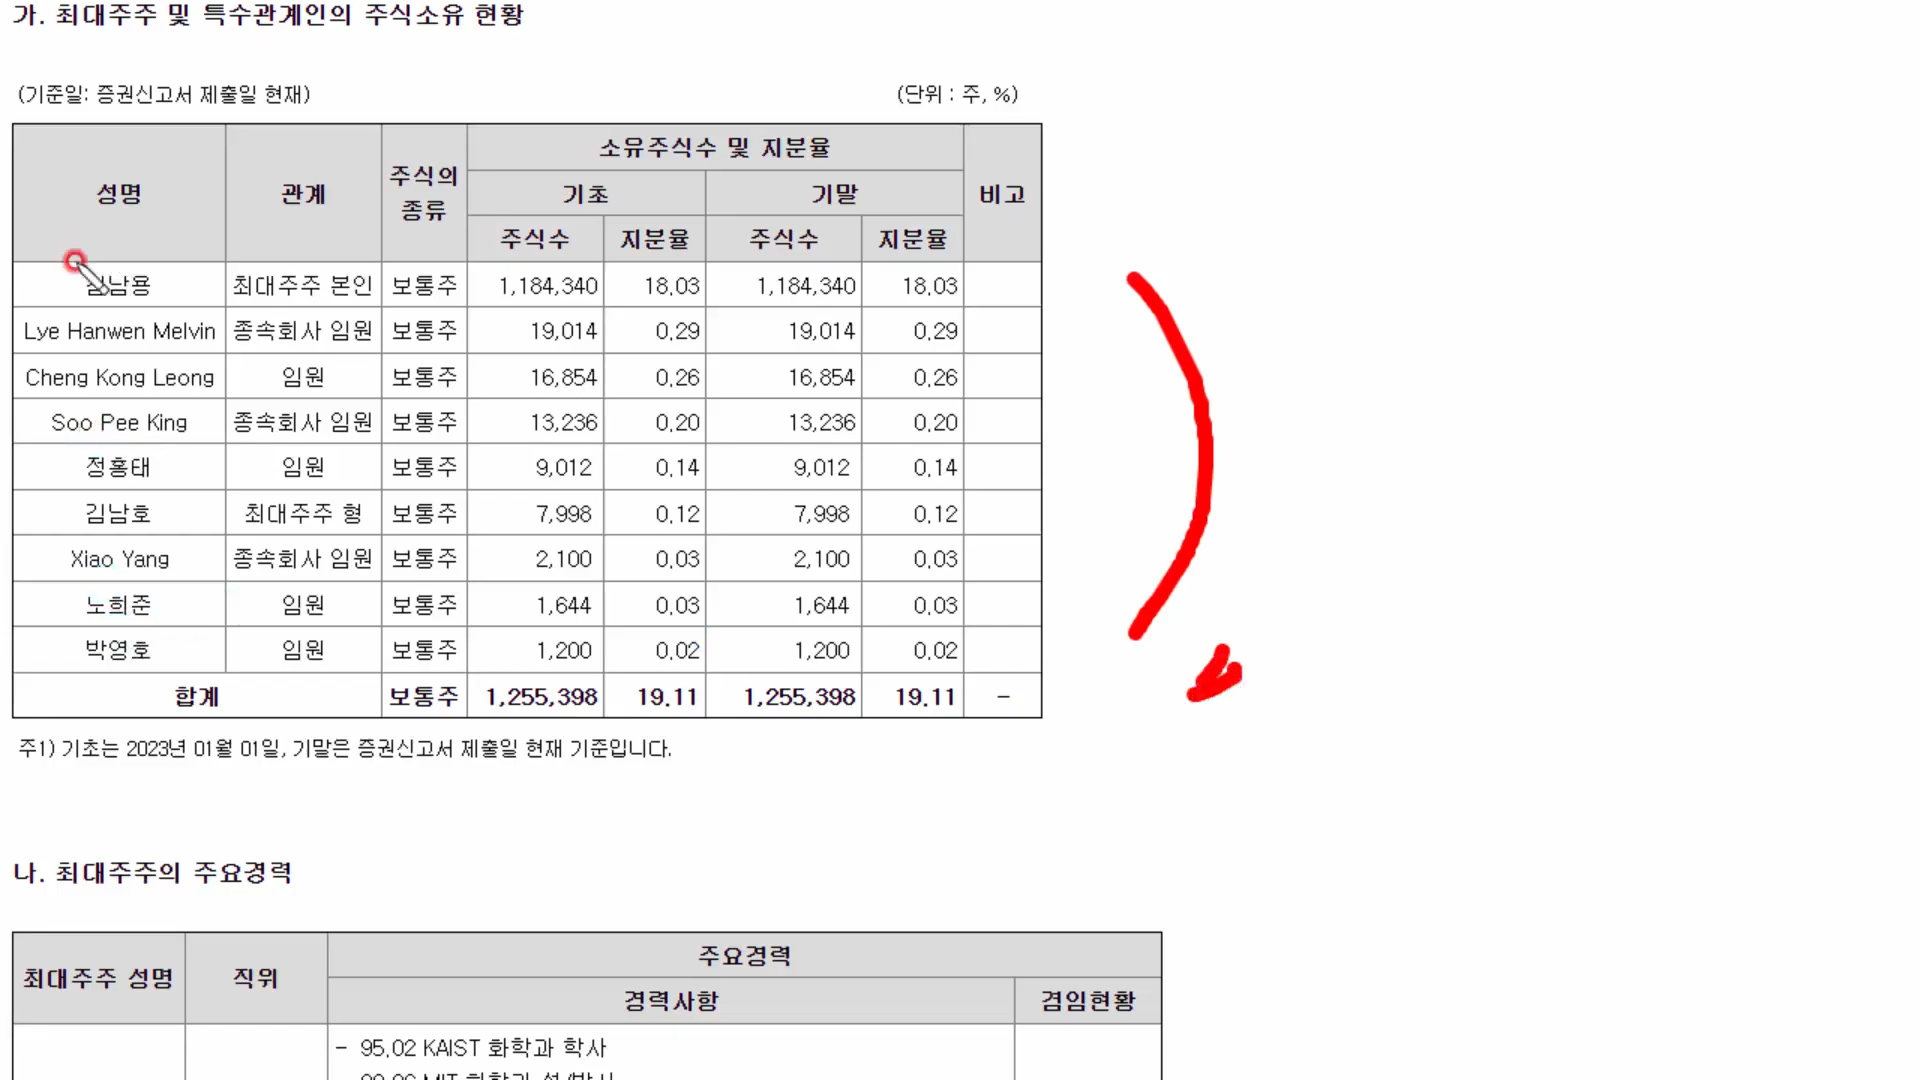 가. 최대주주 및 특수관계인의 주식소유 현황
(기준일: 증권신고서 제출일 현재) (단위 : 주, %)
성명 관계 주식의 종류 소유주식수 및 지분율 비고
기초 기말
주식수 지분율 주식수 지분율
김남용 최대주주 본인 보통주 1,184,340 18.03 1,184,340 18.03
Lye Hanwen Melvin 종속회사 임원 보통주 19,014 0.29 19,014 0.29
Cheng Kong Leong 임원 보통주 16,854 0.26 16,854 0.26
Soo Pee King 종속회사 임원 보통주 13,236 0.20 13,236 0.20
정홍태 임원 보통주 9,012 0.14 9,012 0.14
김남호 최대주주 형 보통주 7,998 0.12 7,998 0.12
Xiao Yang 종속회사 임원 보통주 2,100 0.03 2,100 0.03
노희준 임원 보통주 1,644 0.03 1,644 0.03
박영호 임원 보통주 1,200 0.02 1,200 0.02
합계 보통주 1,255,398 19.11 1,255,398 19.11 -
주1) 기초는 2023년 01월 01일, 기말은 증권신고서 제출일 현재 기준입니다.
나. 최대주주의 주요경력
최대주주 성명 직위 주요경력
경력사항 겸임현황
- 95.02 KAIST 화학과 학사